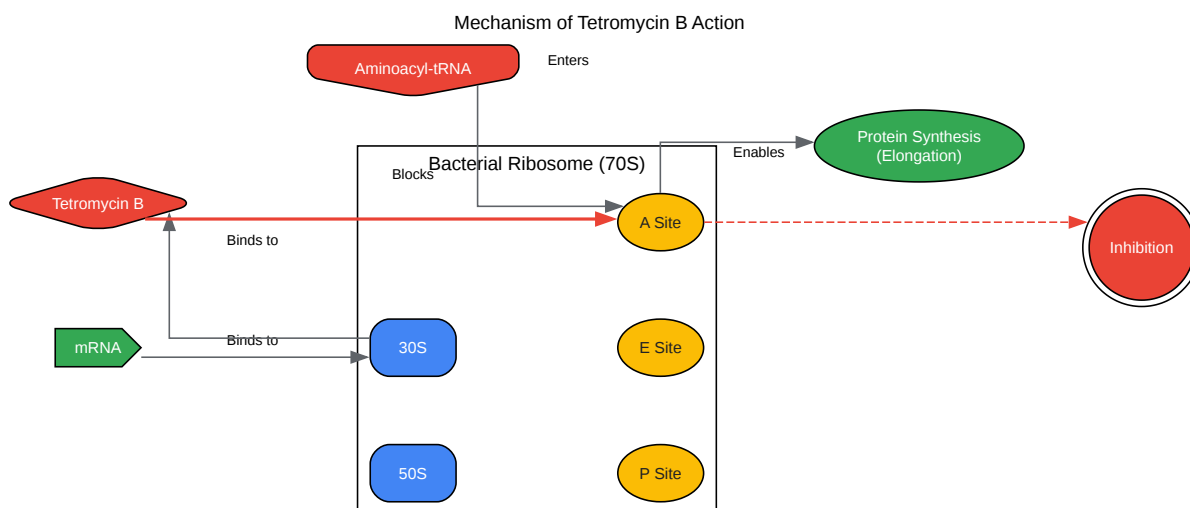 Mechanism of Tetromycin B Action
Aminoacyl-tRNA
Enters
Protein Synthesis
(Elongation)
Enables
Bacterial Ribosome (70S)
Blocks
Tetromycin B
A Site
Binds to
Inhibition
mRNA
Binds to
30S
E Site
50S
P Site